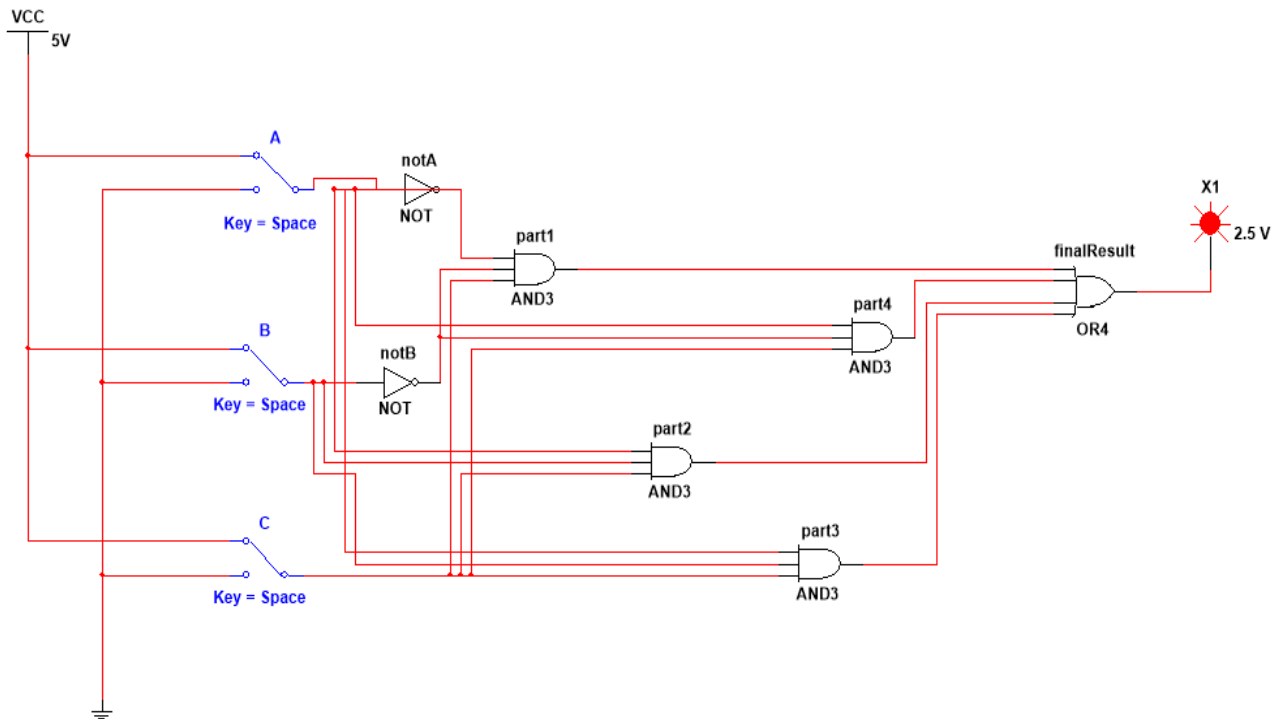 VCC
5V
A
Key = Space
notA
NOT
part1
AND3
X1
2.5 V
finalResult
OR4
part4
AND3
B
Key = Space
notB
NOT
part2
AND3
C
Key = Space
part3
AND3